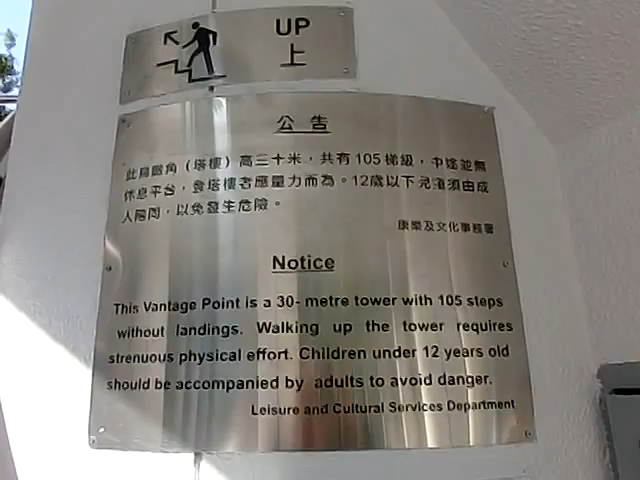 UP
上
公告
此鳥瞰角（塔樓）高三十米，共有105梯級，中途並無
休息平台，登塔樓者應量力而為。12歲以下兒童須由成
人陪同，以免發生危險。
康樂及文化事務署
Notice
This Vantage Point is a 30- metre tower with 105 steps
without landings. Walking up the tower requires
strenuous physical effort. Children under 12 years old
should be accompanied by adults to avoid danger.
Leisure and Cultural Services Department